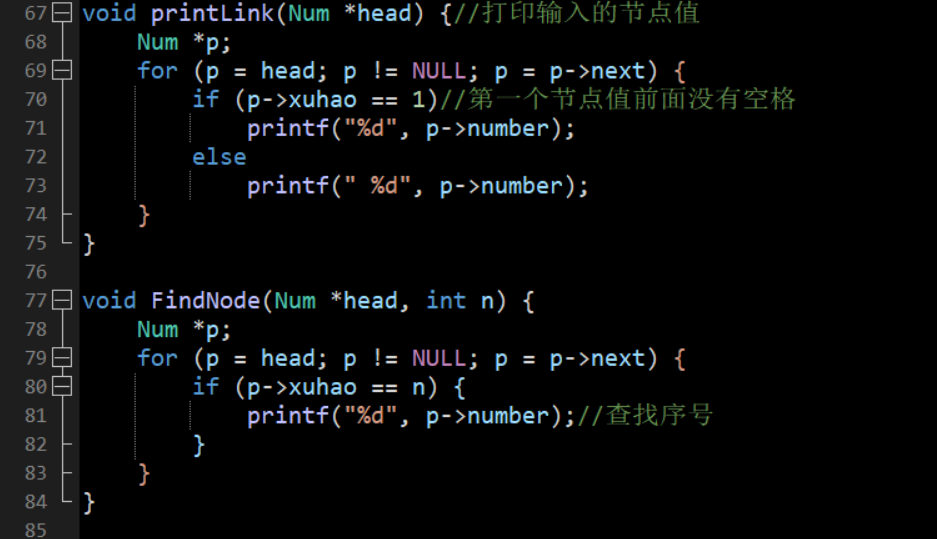 67 void printLink(Num *head) {//打印输入的节点值
68     Num *p;
69     for (p = head; p != NULL; p = p->next) {
70         if (p->xuhao == 1)//第一个节点值前面没有空格
71             printf("%d", p->number);
72         else
73             printf(" %d", p->number);
74     }
75 }
76
77 void FindNode(Num *head, int n) {
78     Num *p;
79     for (p = head; p != NULL; p = p->next) {
80         if (p->xuhao == n) {
81             printf("%d", p->number);//查找序号
82         }
83     }
84 }
85